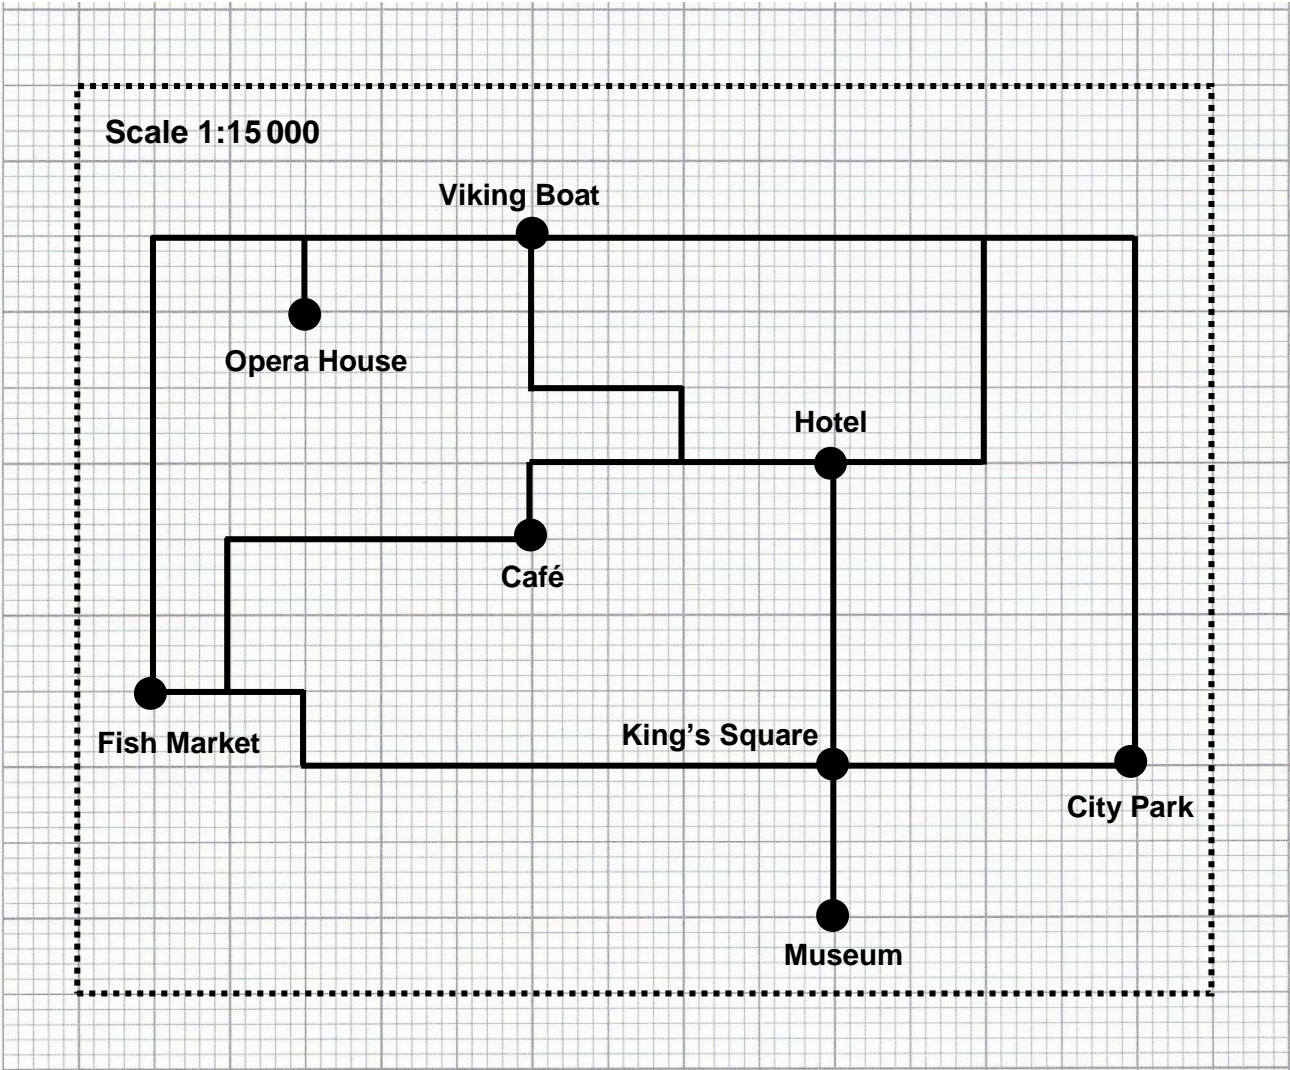 Scale 1:15 000
Viking Boat
Opera House
Hotel
Café
King’s Square
Fish Market
City Park
Museum